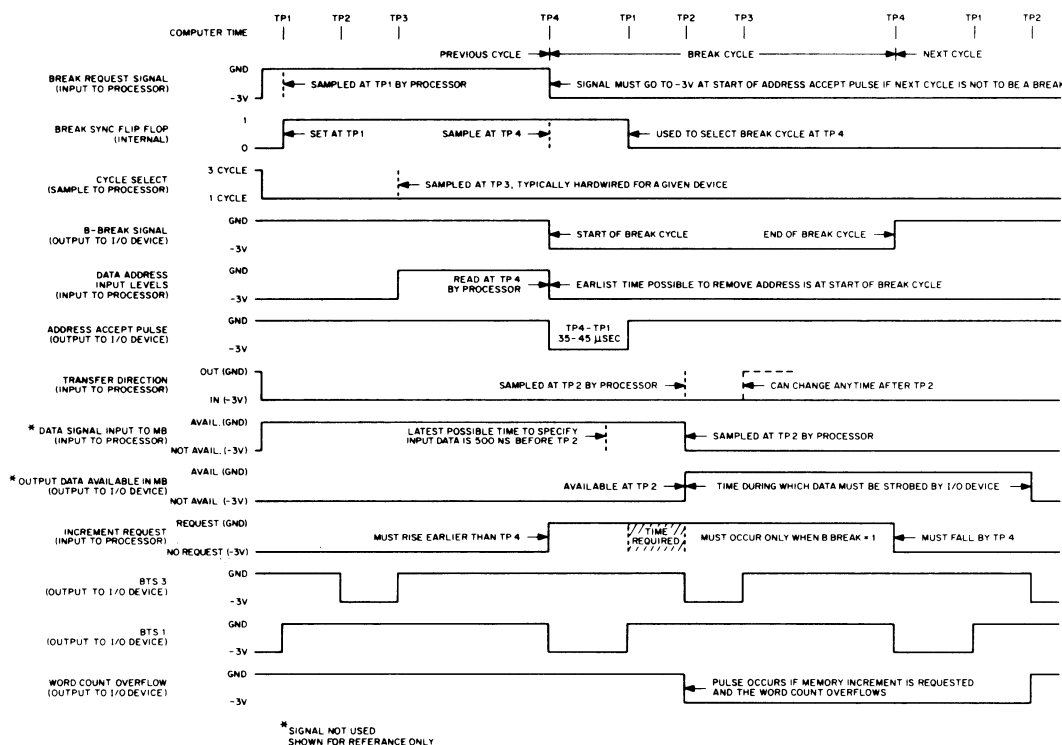 TP1 TP2 TP3 TP4 TP1 TP2 TP3 TP4 TP1 TP2
COMPUTER TIME
PREVIOUS CYCLE BREAK CYCLE NEXT CYCLE
BREAK REQUEST SIGNAL
(INPUT TO PROCESSOR)
GND
-3V
SAMPLED AT TP1 BY PROCESSOR
SIGNAL MUST GO TO -3V AT START OF ADDRESS ACCEPT PULSE IF NEXT CYCLE IS NOT TO BE A BREAK
BREAK SYNC FLIP FLOP
(INTERNAL)
1
0
SET AT TP1
SAMPLE AT TP4
USED TO SELECT BREAK CYCLE AT TP4
CYCLE SELECT
(SAMPLE TO PROCESSOR)
3 CYCLE
1 CYCLE
SAMPLED AT TP3, TYPICALLY HARDWIRED FOR A GIVEN DEVICE
B-BREAK SIGNAL
(OUTPUT TO I/O DEVICE)
GND
-3V
START OF BREAK CYCLE
END OF BREAK CYCLE
DATA ADDRESS
INPUT LEVELS
(INPUT TO PROCESSOR)
GND
-3V
READ AT TP4
BY PROCESSOR
EARLIST TIME POSSIBLE TO REMOVE ADDRESS IS AT START OF BREAK CYCLE
ADDRESS ACCEPT PULSE
(OUTPUT TO I/O DEVICE)
GND
-3V
TP4-TP1
35-45 μSEC
TRANSFER DIRECTION
(INPUT TO PROCESSOR)
OUT (GND)
IN (-3V)
SAMPLED AT TP2 BY PROCESSOR
CAN CHANGE ANYTIME AFTER TP2
* DATA SIGNAL INPUT TO MB
(INPUT TO PROCESSOR)
AVAIL. (GND)
NOT AVAIL. (-3V)
LATEST POSSIBLE TIME TO SPECIFY
INPUT DATA IS 500 NS BEFORE TP2
SAMPLED AT TP2 BY PROCESSOR
* OUTPUT DATA AVAILABLE IN MB
(OUTPUT TO I/O DEVICE)
AVAIL (GND)
NOT AVAIL (-3V)
AVAILABLE AT TP2
TIME DURING WHICH DATA MUST BE STROBED BY I/O DEVICE
INCREMENT REQUEST
(INPUT TO PROCESSOR)
REQUEST (GND)
NO REQUEST (-3V)
MUST RISE EARLIER THAN TP4
TIME
REQUIRED
MUST OCCUR ONLY WHEN B BREAK = 1
MUST FALL BY TP4
BTS 3
(OUTPUT TO I/O DEVICE)
GND
-3V
BTS 1
(OUTPUT TO I/O DEVICE)
GND
-3V
WORD COUNT OVERFLOW
(OUTPUT TO I/O DEVICE)
GND
-3V
PULSE OCCURS IF MEMORY INCREMENT IS REQUESTED
AND THE WORD COUNT OVERFLOWS
* SIGNAL NOT USED
SHOWN FOR REFERANCE ONLY